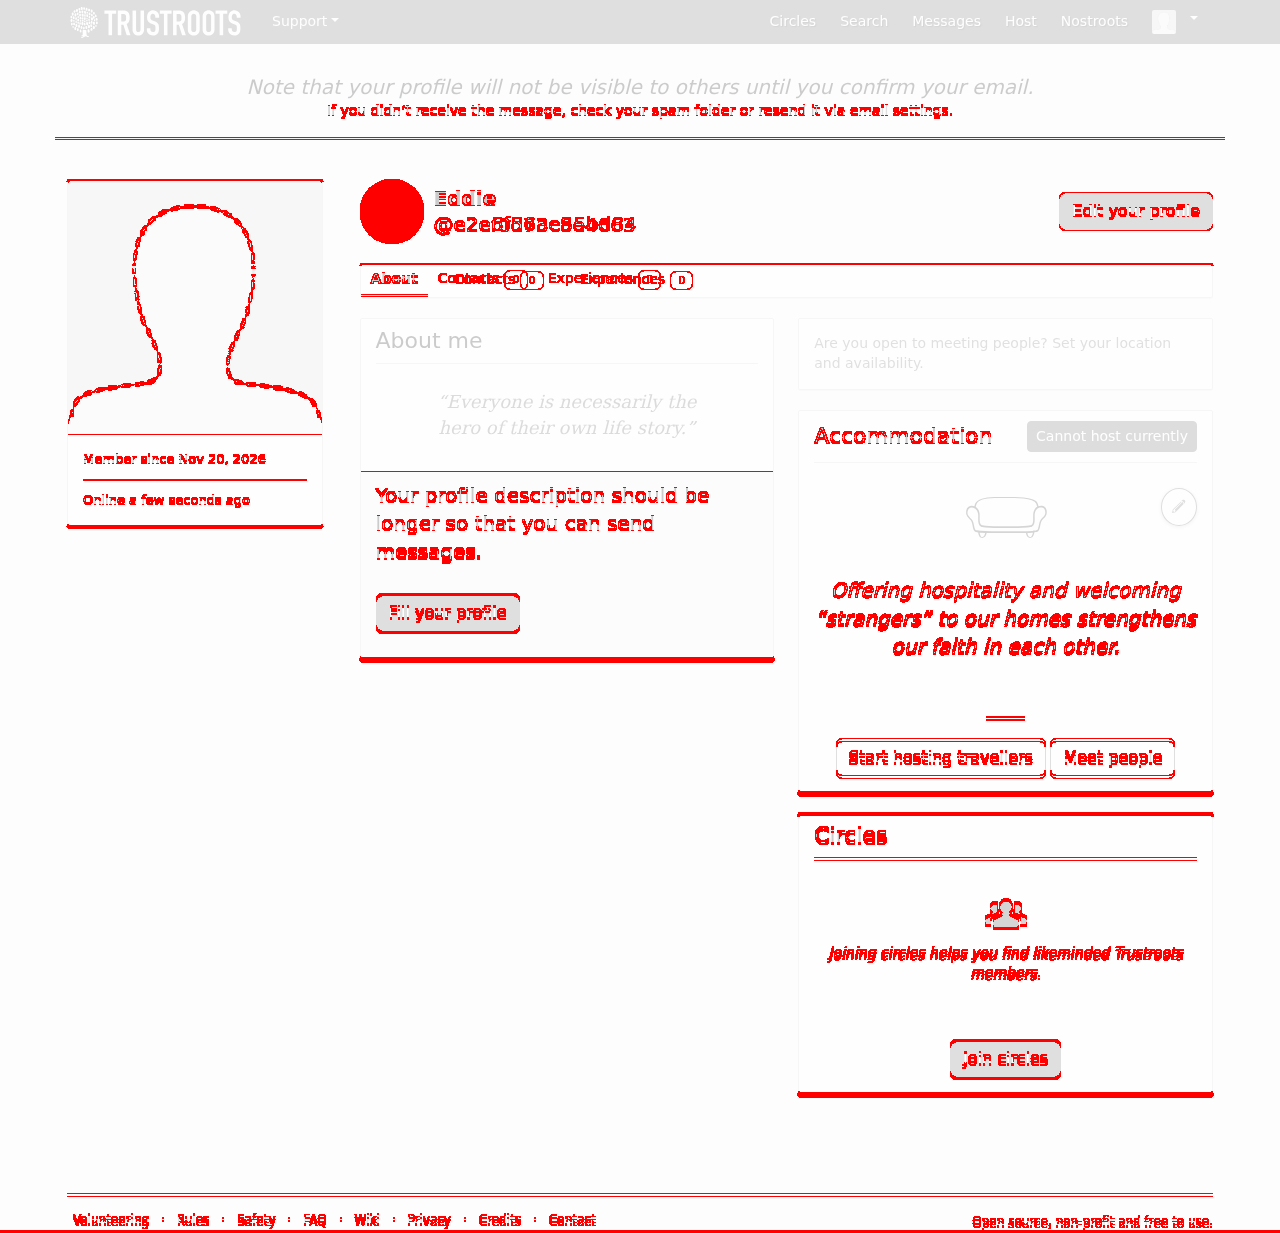 TRUSTROOTS Support Circles Search Messages Host Nostroots
Note that your profile will not be visible to others until you confirm your email.
If you didn't receive the message, check your spam folder or resend it via email settings.
Eddie
Edit your profile
About Contacts 0 Experiences 0
About me
Are you open to meeting people? Set your location
and availability.
“Everyone is necessarily the
hero of their own life story.”
Accommodation Cannot host currently
Member since Nov 20, 2026
Online a few seconds ago
Your profile description should be
longer so that you can send
messages.
Fill your profile
Offering hospitality and welcoming
“strangers” to our homes strengthens
our faith in each other.
Start hosting travellers Meet people
Circles
Joining circles helps you find likeminded Trustroots
members.
Join circles
Volunteering · Rules · Safety · FAQ · Wiki · Privacy · Credits · Contact
Open source, non-profit and free to use.